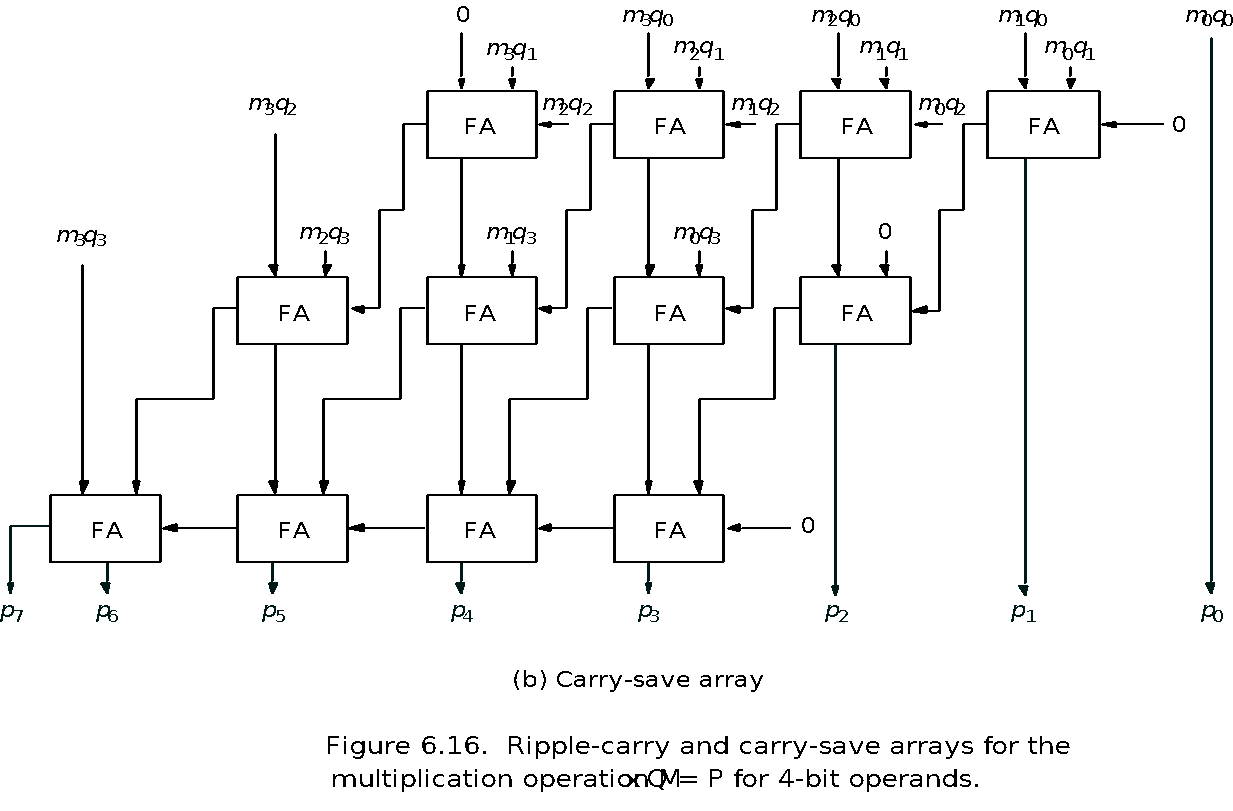 0 m3q0 m2q0 m1q0 m0q0
m3q1 m2q1 m1q1 m0q1
m3q2 m2q2 m1q2 m0q2
FA FA FA FA 0
m3q3 m2q3 m1q3 m0q3 0
FA FA FA FA
FA FA FA FA 0
p7 p6 p5 p4 p3 p2 p1 p0
(b) Carry-save array
Figure 6.16. Ripple-carry and carry-save arrays for the
multiplication operation M × Q = P for 4-bit operands.